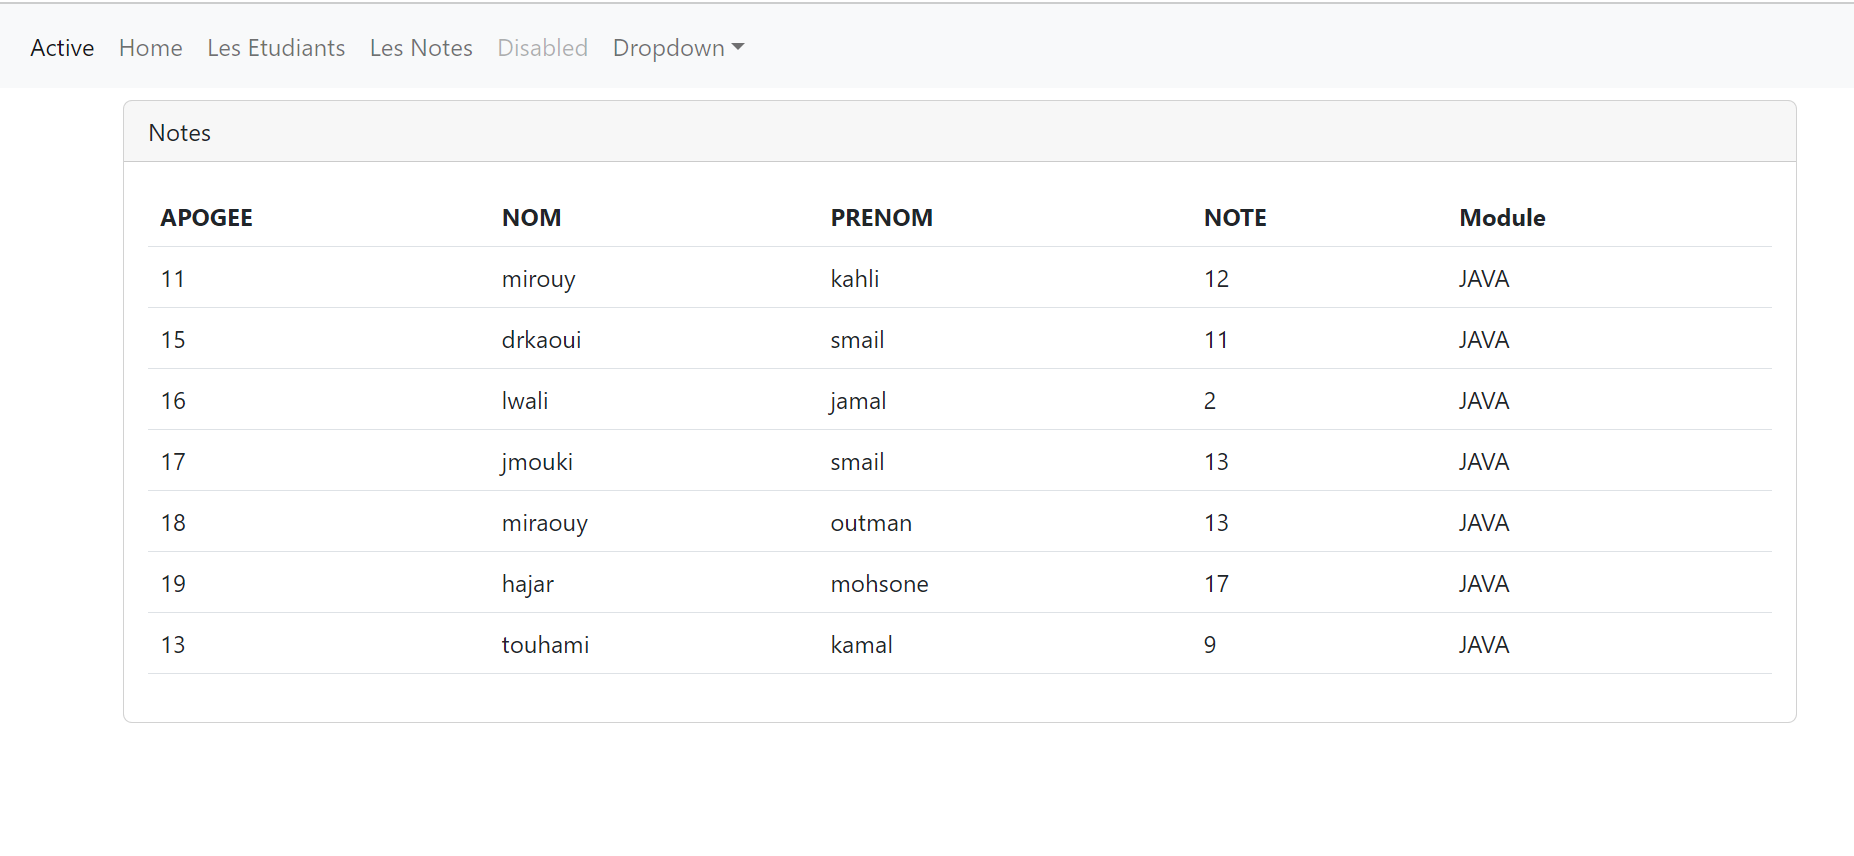 Active Home Les Etudiants Les Notes Disabled Dropdown
Notes
APOGEE NOM PRENOM NOTE Module
11 mirouy kahli 12 JAVA
15 drkaoui smail 11 JAVA
16 lwali jamal 2 JAVA
17 jmouki smail 13 JAVA
18 miraouy outman 13 JAVA
19 hajar mohsone 17 JAVA
13 touhami kamal 9 JAVA